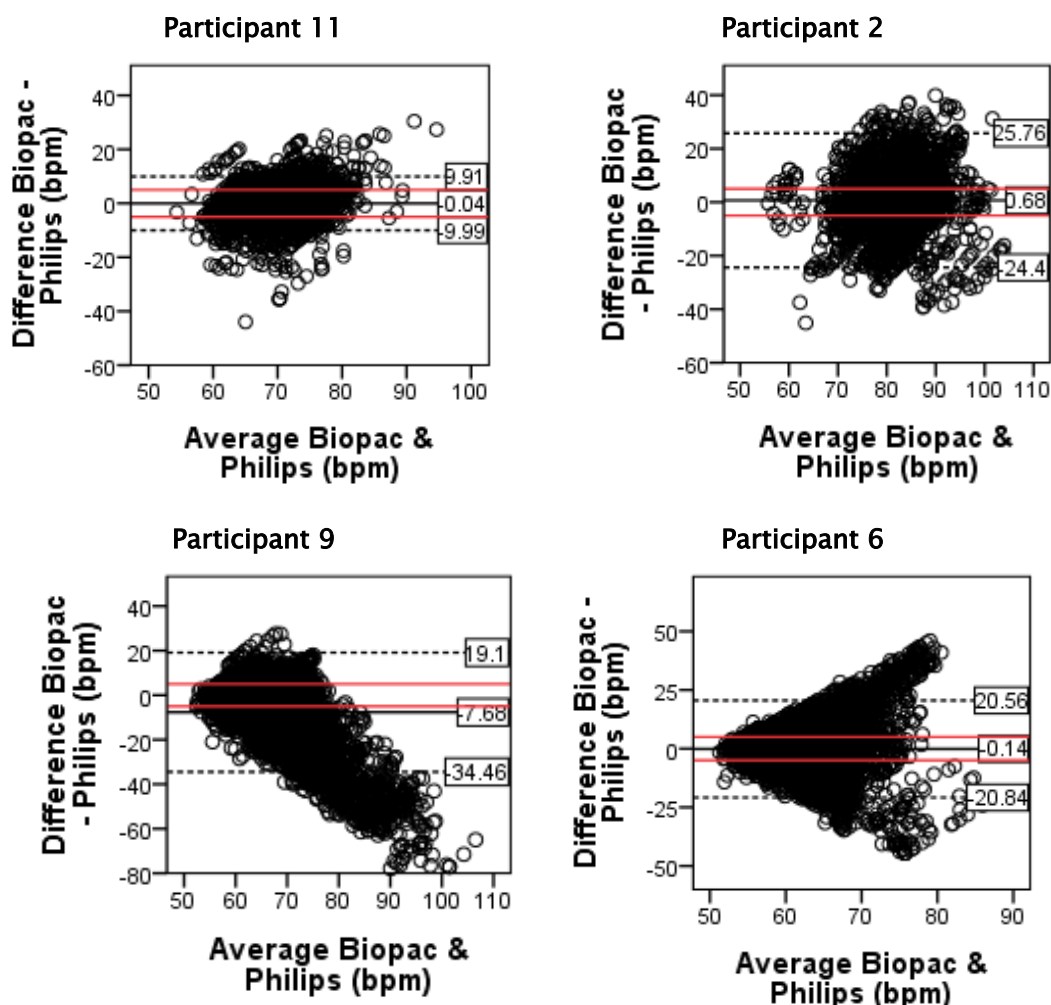 Participant 11
Difference Biopac -
Philips (bpm)
40
20
0
-20
-40
-60
9.91
-0.04
-9.99
50 60 70 80 90 100
Average Biopac &
Philips (bpm)
Participant 2
Difference Biopac
- Philips (bpm)
40
20
0
-20
-40
-60
25.76
0.68
-24.4
50 60 70 80 90 100 110
Average Biopac &
Philips (bpm)
Participant 9
Difference Biopac
- Philips (bpm)
40
20
0
-20
-40
-60
-80
19.1
-7.68
-34.46
50 60 70 80 90 100 110
Average Biopac &
Philips (bpm)
Participant 6
Difference Biopac -
Philips (bpm)
50
25
0
-25
-50
20.56
-0.14
-20.84
50 60 70 80 90
Average Biopac &
Philips (bpm)